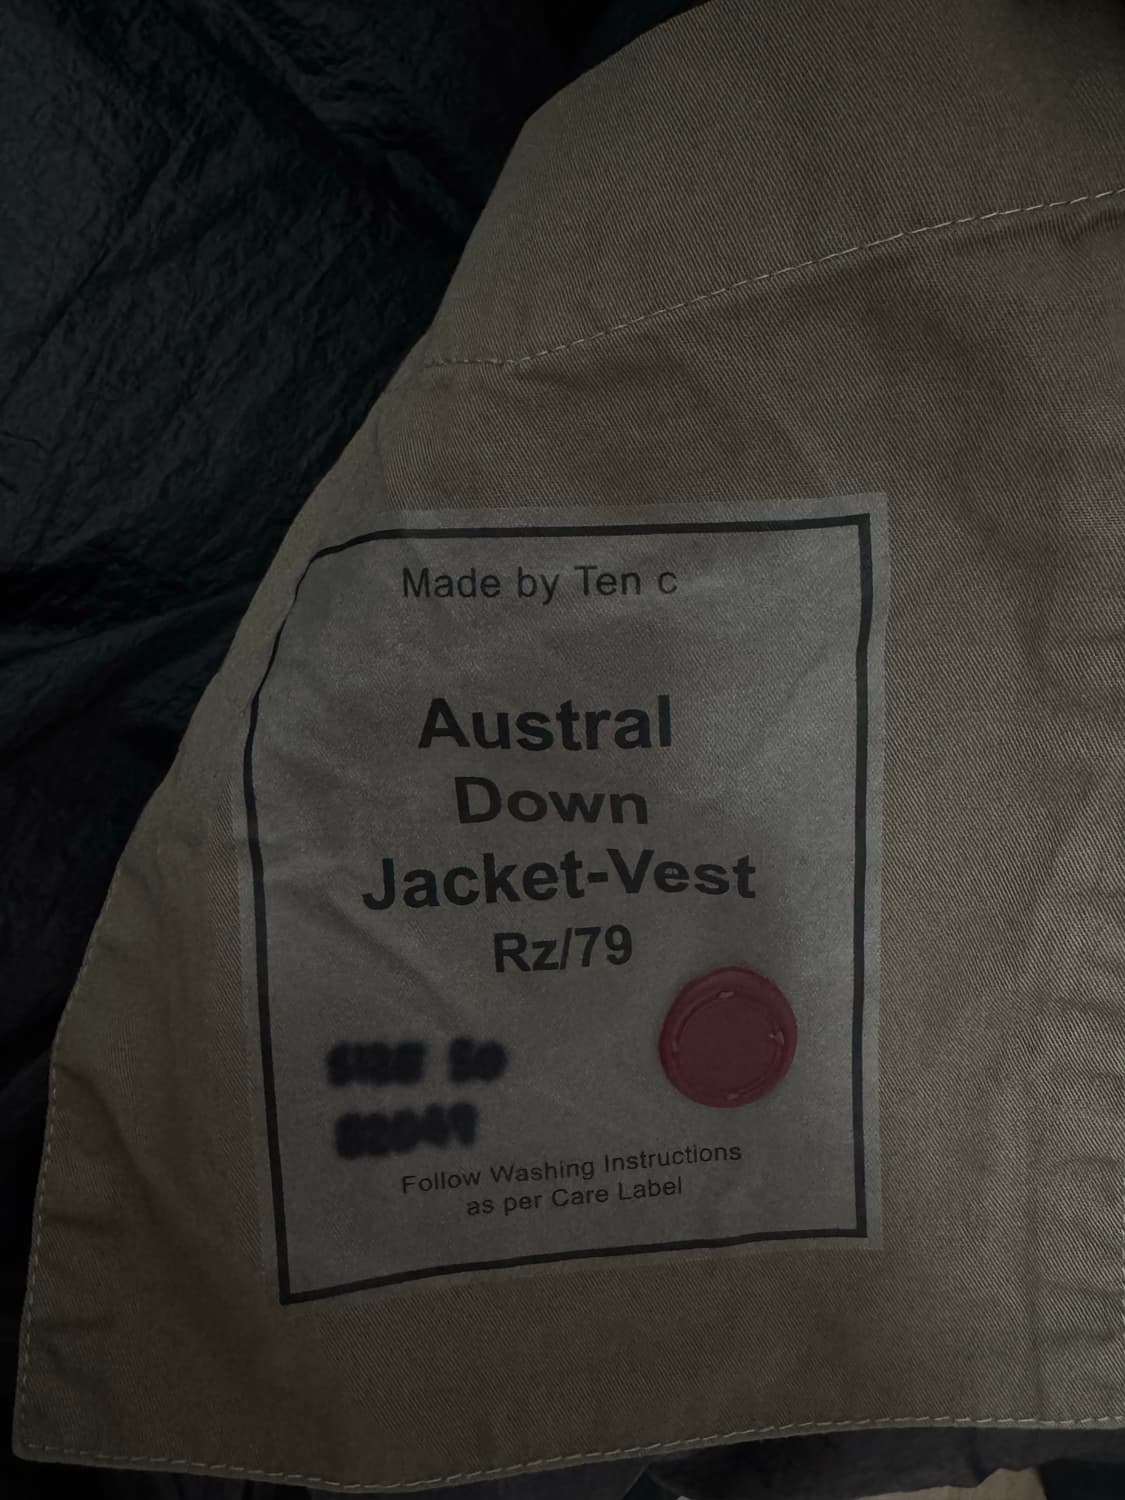 Made by Ten c
Austral
Down
Jacket-Vest
Rz/79
Follow Washing Instructions
as per Care Label